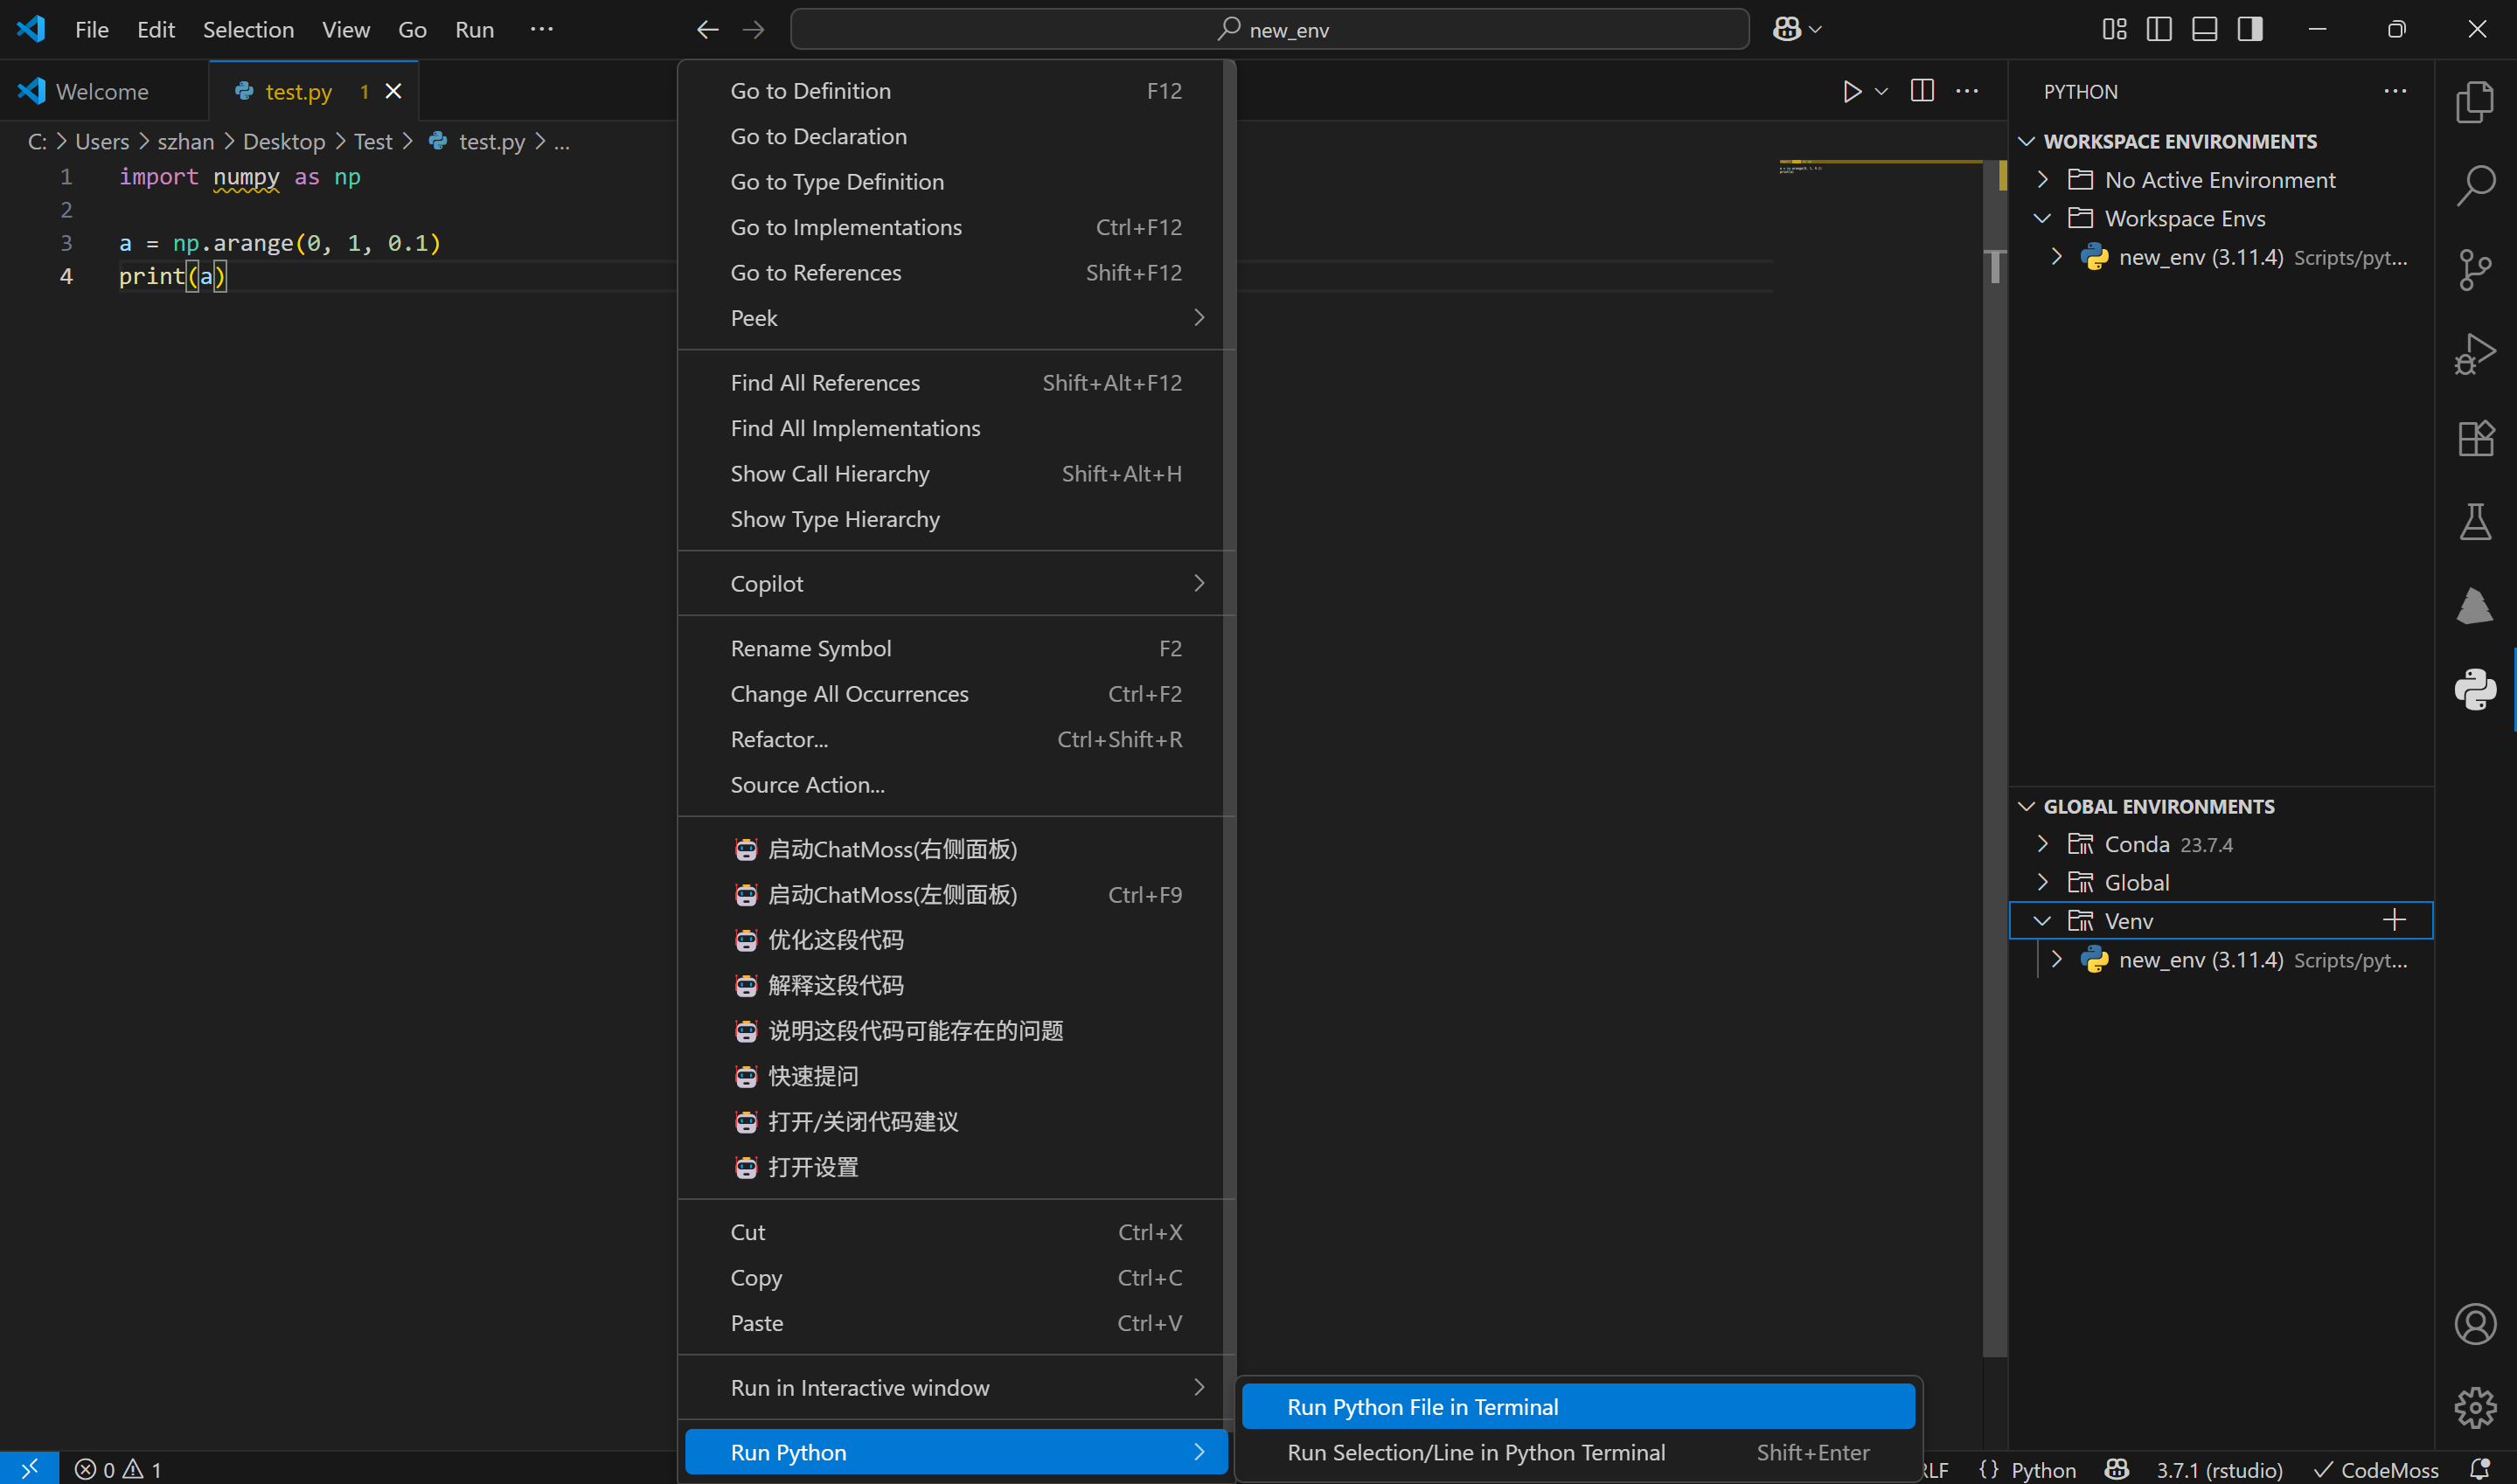 File Edit Selection View Go Run ···
new_env
Welcome
test.py 1
C: > Users > szhan > Desktop > Test > test.py > ...
1 import numpy as np
2
3 a = np.arange(0, 1, 0.1)
4 print(a)
Go to Definition F12
Go to Declaration
Go to Type Definition
Go to Implementations Ctrl+F12
Go to References Shift+F12
Peek
Find All References Shift+Alt+F12
Find All Implementations
Show Call Hierarchy Shift+Alt+H
Show Type Hierarchy
Copilot
Rename Symbol F2
Change All Occurrences Ctrl+F2
Refactor... Ctrl+Shift+R
Source Action...
启动ChatMoss(右侧面板)
启动ChatMoss(左侧面板) Ctrl+F9
优化这段代码
解释这段代码
说明这段代码可能存在的问题
快速提问
打开/关闭代码建议
打开设置
Cut Ctrl+X
Copy Ctrl+C
Paste Ctrl+V
Run in Interactive window
Run Python
Run Python File in Terminal
Run Selection/Line in Python Terminal Shift+Enter
PYTHON
WORKSPACE ENVIRONMENTS
No Active Environment
Workspace Envs
new_env (3.11.4) Scripts/pyt...
GLOBAL ENVIRONMENTS
Conda 23.7.4
Global
Venv
new_env (3.11.4) Scripts/pyt...
0 1
RLF {} Python 3.7.1 (rstudio) CodeMoss